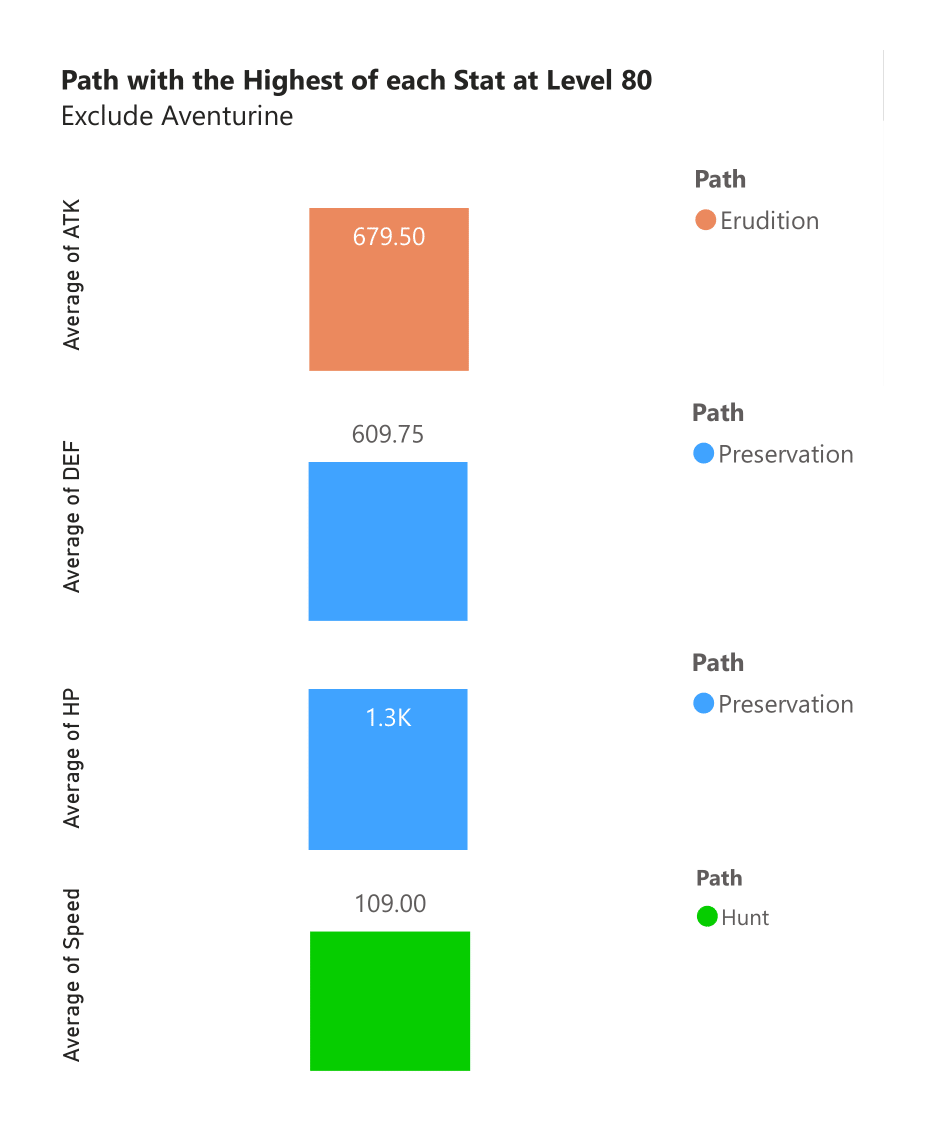 Path with the Highest of each Stat at Level 80
Exclude Aventurine
Average of ATK
679.50
Path
Erudition
Average of DEF
609.75
Path
Preservation
Average of HP
1.3K
Path
Preservation
Average of Speed
109.00
Path
Hunt